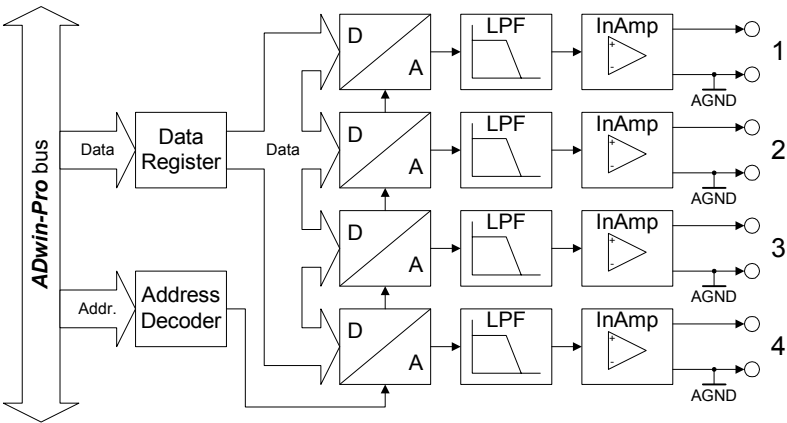 ADwin-Pro bus
Data
Data
Register
Data
Addr.
Address
Decoder
D
A
LPF
InAmp
+
-
AGND
1
D
A
LPF
InAmp
+
-
AGND
2
D
A
LPF
InAmp
+
-
AGND
3
D
A
LPF
InAmp
+
-
AGND
4